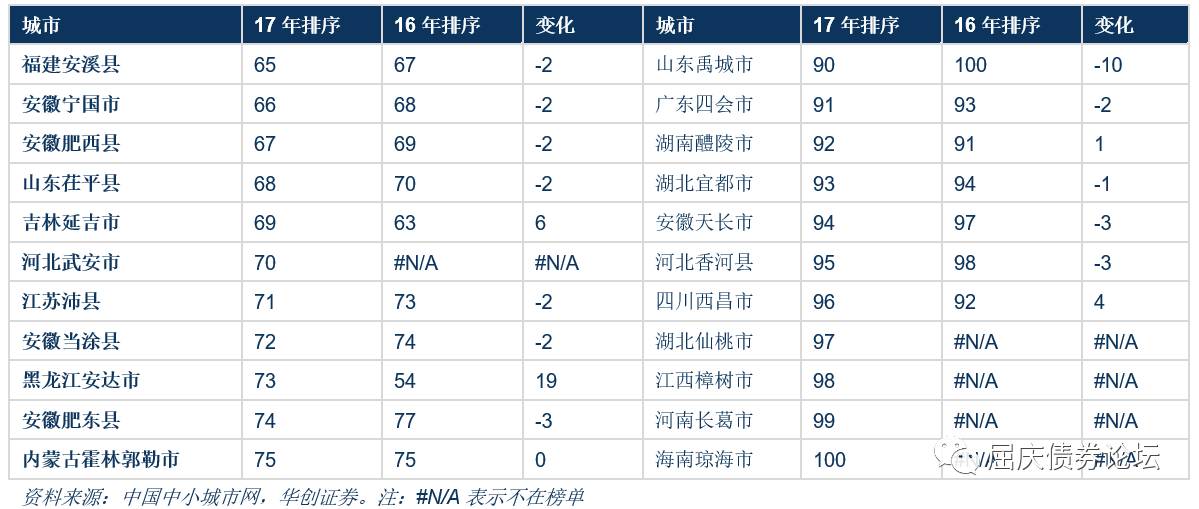 城市 17 年排序 16 年排序 变化 城市 17 年排序 16 年排序 变化
福建安溪县 65 67 -2 山东禹城市 90 100 -10
安徽宁国市 66 68 -2 广东四会市 91 93 -2
安徽肥西县 67 69 -2 湖南醴陵市 92 91 1
山东茌平县 68 70 -2 湖北宜都市 93 94 -1
吉林延吉市 69 63 6 安徽天长市 94 97 -3
河北武安市 70 #N/A #N/A 河北香河县 95 98 -3
江苏沛县 71 73 -2 四川西昌市 96 92 4
安徽当涂县 72 74 -2 湖北仙桃市 97 #N/A #N/A
黑龙江安达市 73 54 19 江西樟树市 98 #N/A #N/A
安徽肥东县 74 77 -3 河南长葛市 99 #N/A #N/A
内蒙古霍林郭勒市 75 75 0 海南琼海市 100 #N/A #N/A
屈庆债券论坛
资料来源：中国中小城市网，华创证券。注：#N/A 表示不在榜单